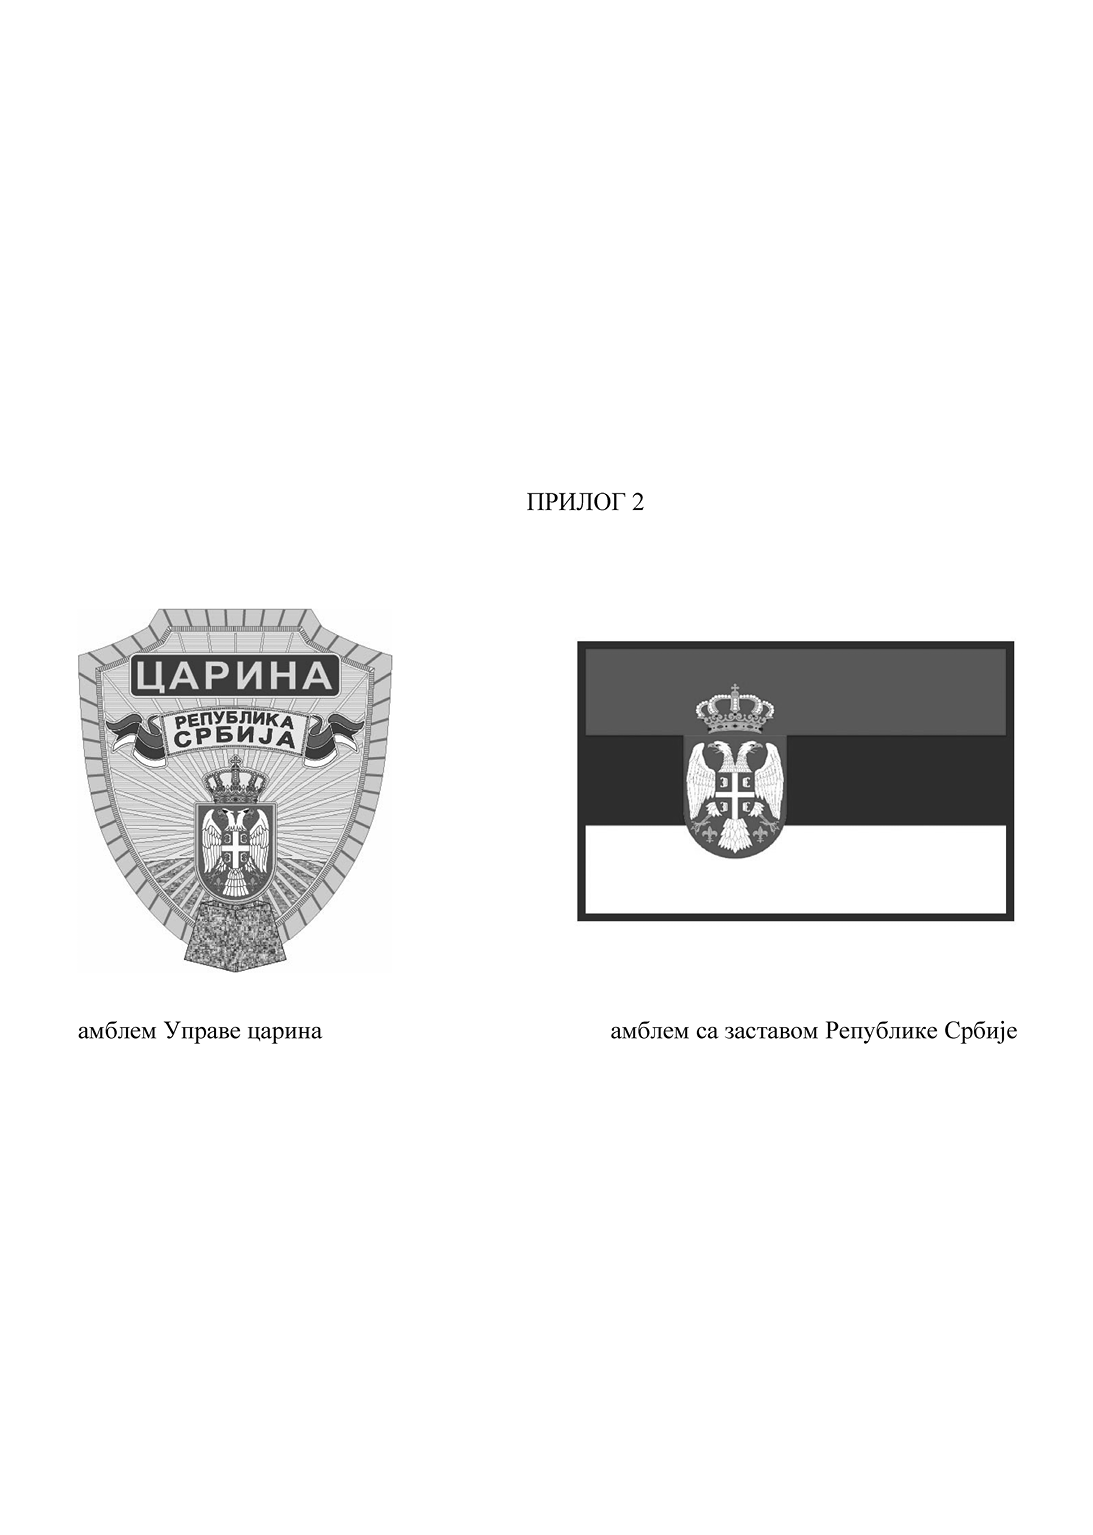 ПРИЛОГ 2
ЦАРИНА
РЕПУБЛИКА
СРБИЈА
амблем Управе царина
амблем са заставом Републике Србије